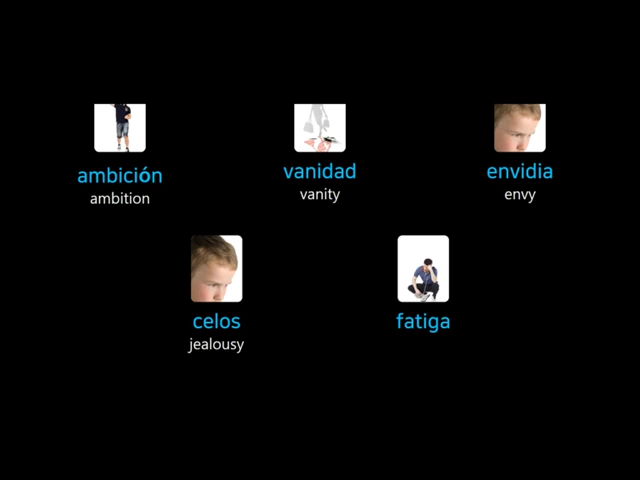 ambición
ambition
vanidad
vanity
envidia
envy
celos
jealousy
fatiga